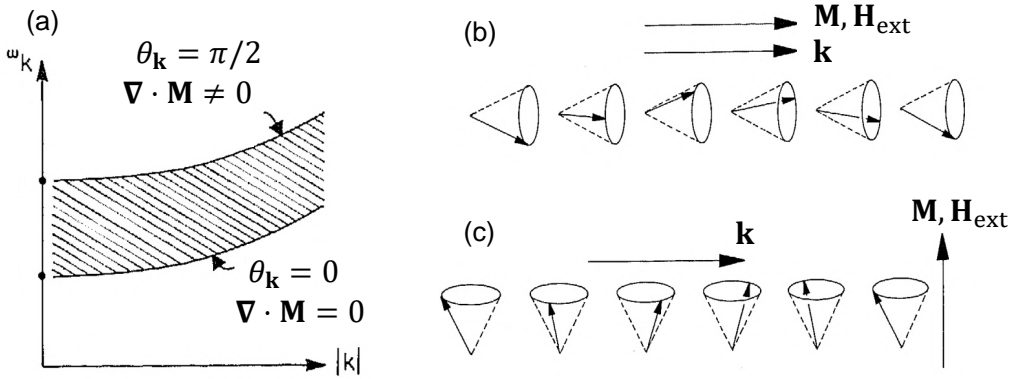 (a)
ω_k
θ_𝐤 = π/2
𝛁 · 𝐌 ≠ 0
θ_𝐤 = 0
𝛁 · 𝐌 = 0
|k|
(b)
𝐌, 𝐇_ext
𝐤
(c)
𝐤
𝐌, 𝐇_ext